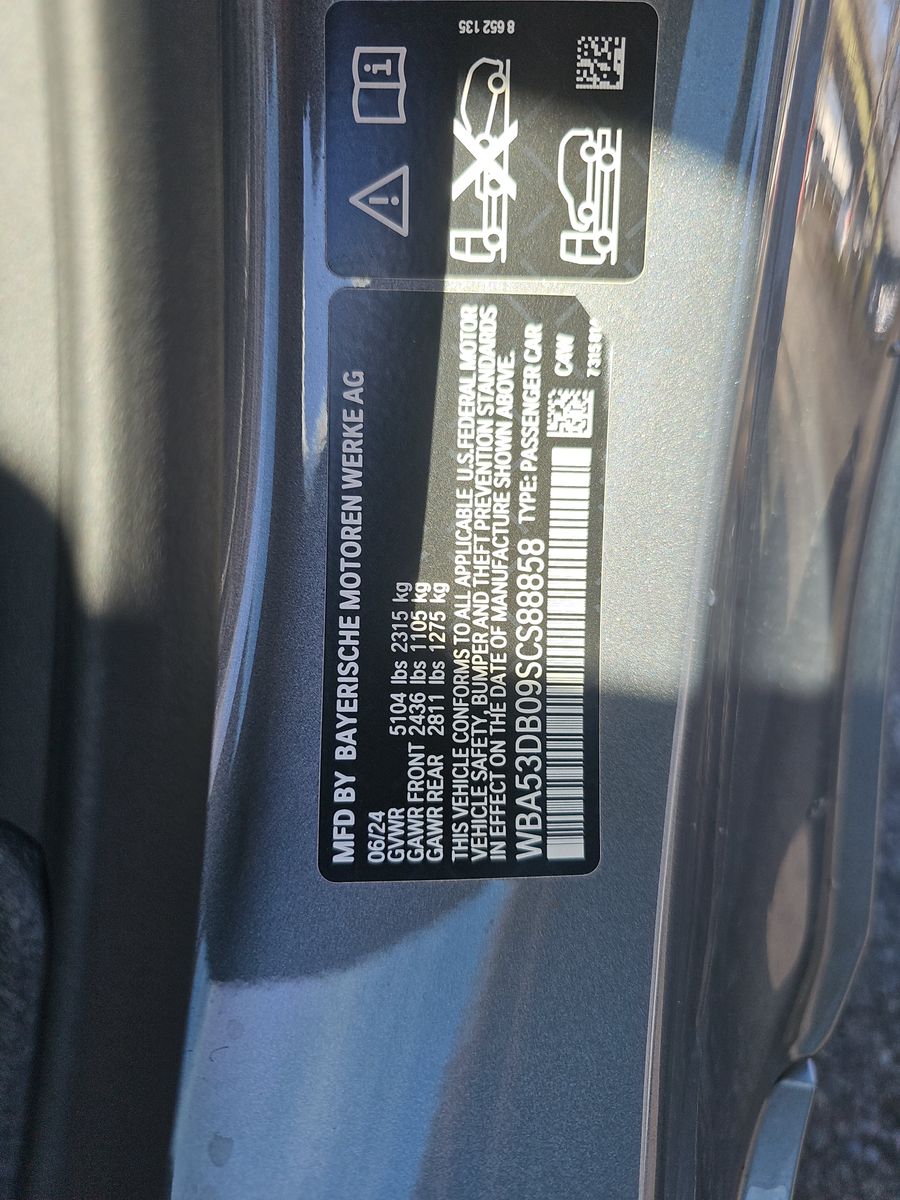 MFD BY BAYERISCHE MOTOREN WERKE AG
06/24
GVWR 5104 lbs 2315 kg
GAWR FRONT 2436 lbs 1105 kg
GAWR REAR 2811 lbs 1275 kg
THIS VEHICLE CONFORMS TO ALL APPLICABLE U.S.FEDERAL MOTOR
VEHICLE SAFETY, BUMPER AND THEFT PREVENTION STANDARDS
IN EFFECT ON THE DATE OF MANUFACTURE SHOWN ABOVE.
WBA53DB09SCS88858 TYPE: PASSENGER CAR
C4W
8 652 135